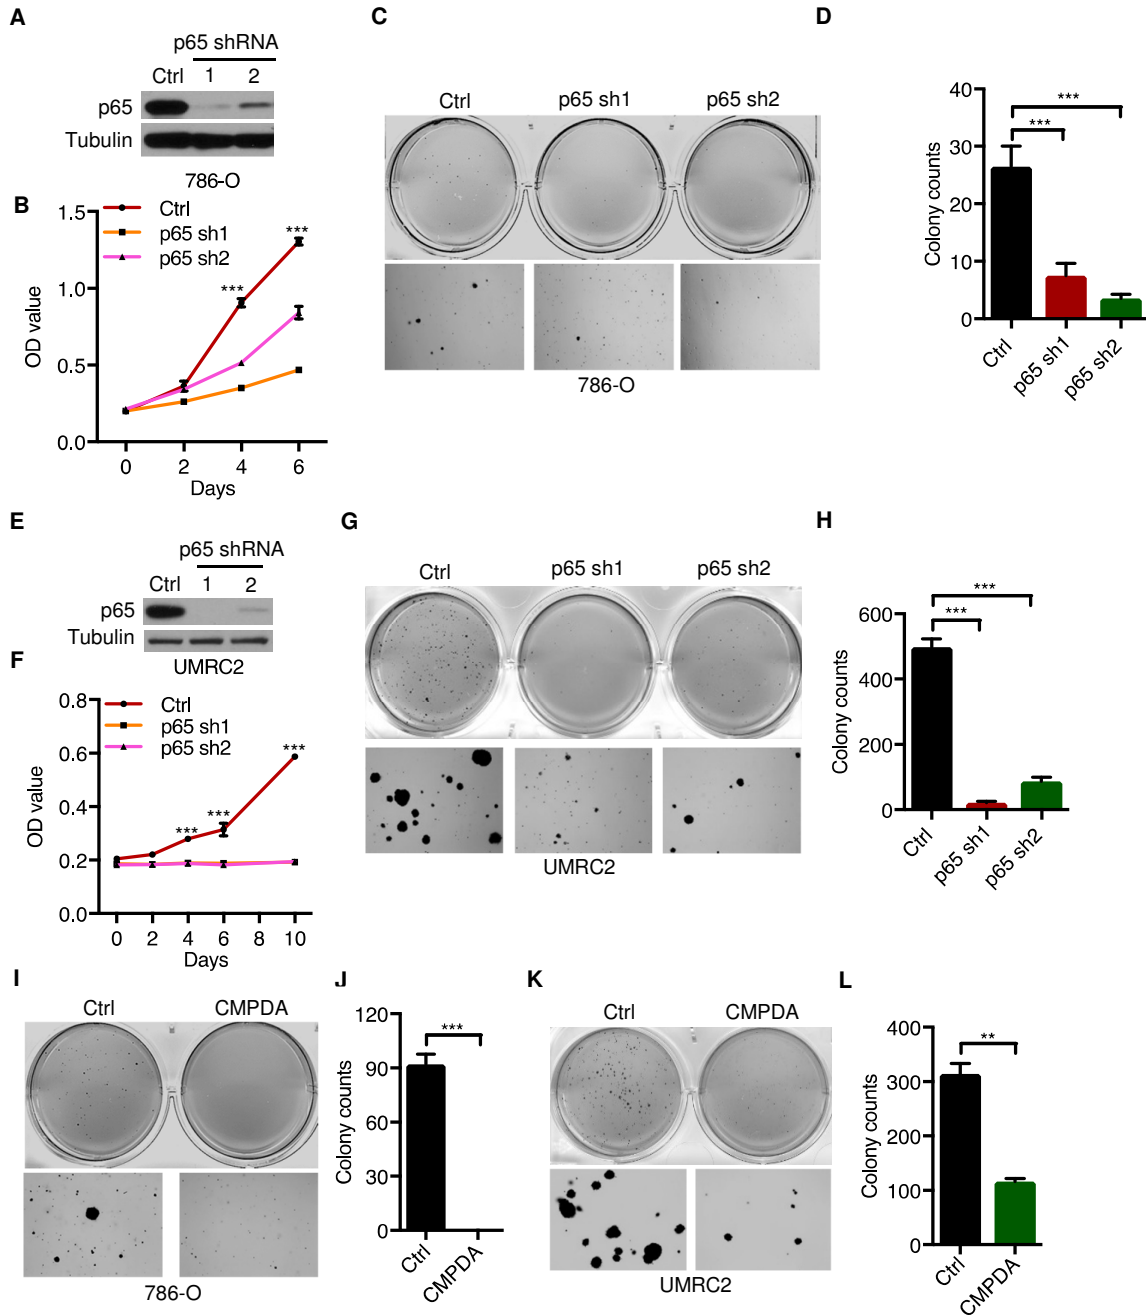 A
p65 shRNA
Ctrl 1 2
p65
Tubulin
786-O
B
Ctrl
p65 sh1
p65 sh2
***
***
1.5
1.0
0.5
0.0
OD value
0 2 4 6
Days
C
Ctrl p65 sh1 p65 sh2
786-O
D
***
***
40
30
20
10
0
Colony counts
Ctrl
p65 sh1
p65 sh2
E
p65 shRNA
Ctrl 1 2
p65
Tubulin
UMRC2
F
Ctrl
p65 sh1
p65 sh2
***
***
***
0.8
0.6
0.4
0.2
0.0
OD value
0 2 4 6 8 10
Days
G
Ctrl p65 sh1 p65 sh2
UMRC2
H
***
***
600
400
200
0
Colony counts
Ctrl
p65 sh1
p65 sh2
I
Ctrl CMPDA
786-O
J
***
120
90
60
30
0
Colony counts
Ctrl
CMPDA
K
Ctrl CMPDA
UMRC2
L
**
400
300
200
100
0
Colony counts
Ctrl
CMPDA